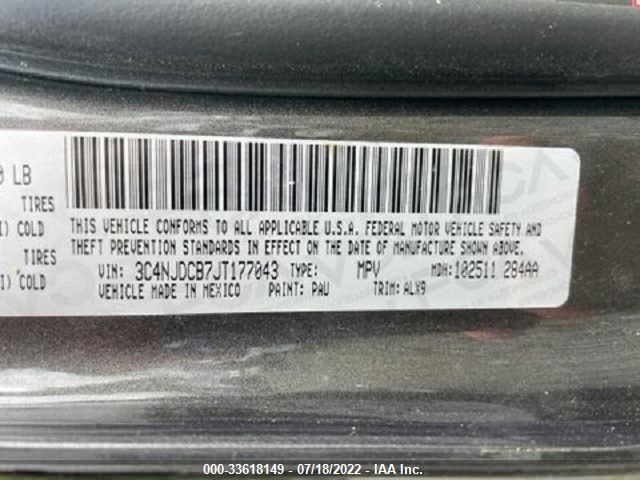 0 LB
TIRES
I) COLD
TIRES
I) COLD
THIS VEHICLE CONFORMS TO ALL APPLICABLE U.S.A. FEDERAL MOTOR VEHICLE SAFETY AND
THEFT PREVENTION STANDARDS IN EFFECT ON THE DATE OF MANUFACTURE SHOWN ABOVE.
VIN: 3C4NJDCB7JT177043 TYPE: MPV MDH: 102511 284AA
VEHICLE MADE IN MEXICO PAINT: PAU TRIM: ALX9
000-33618149 - 07/18/2022 - IAA Inc.